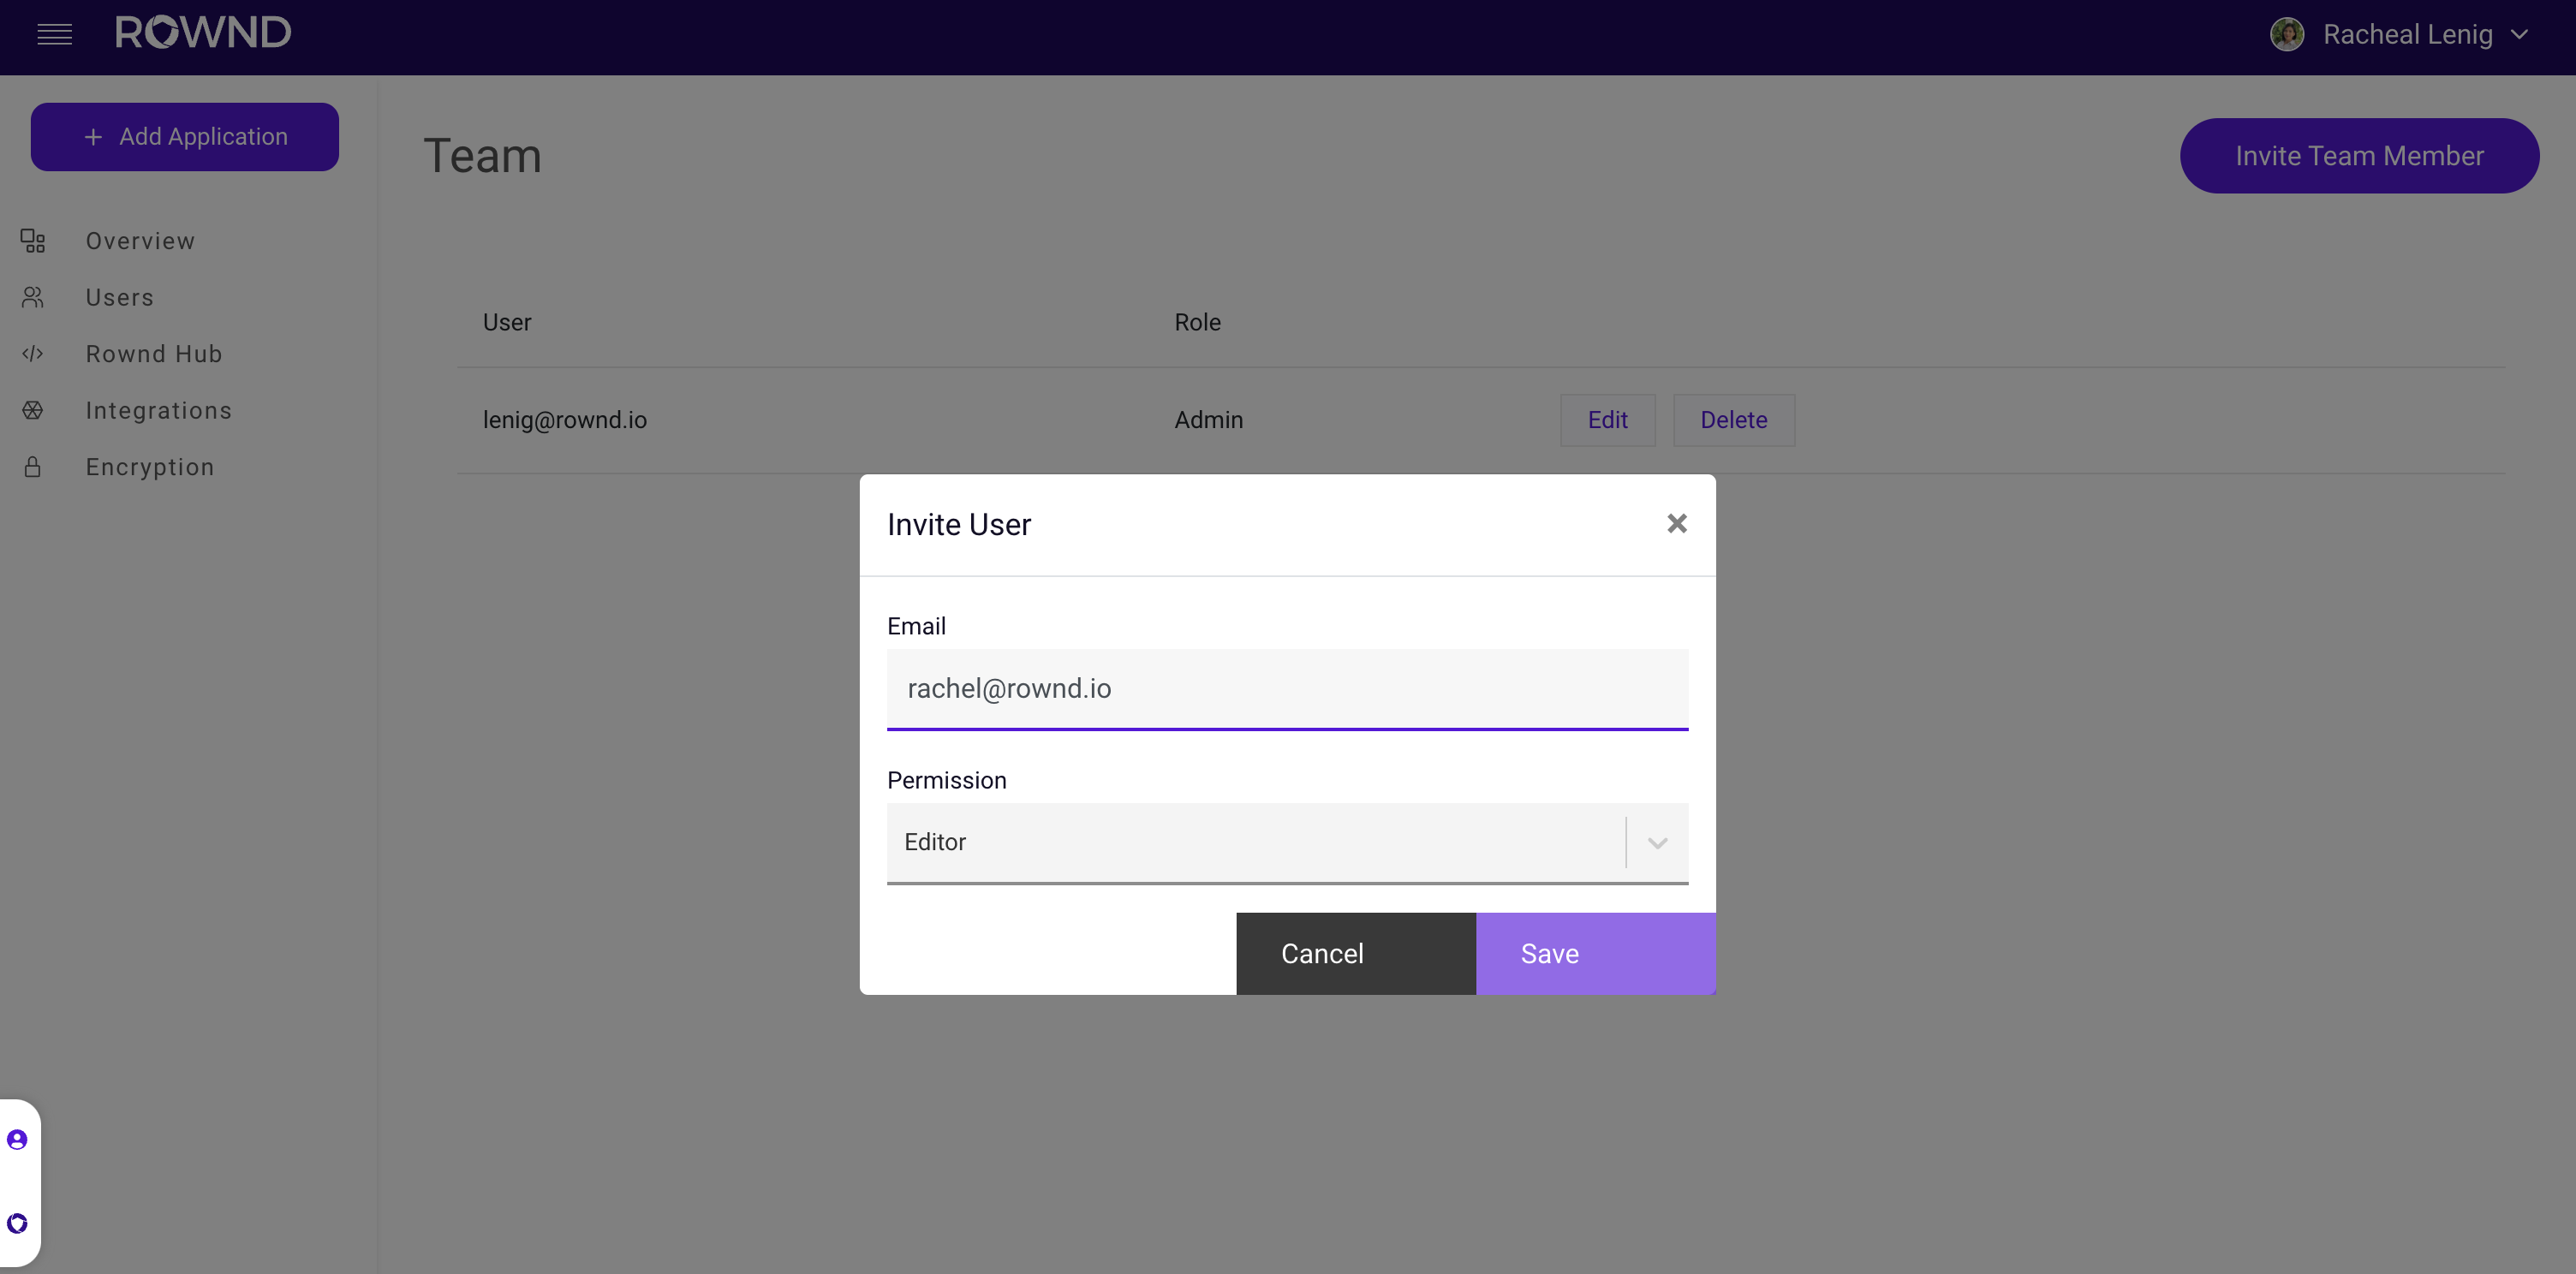 ROWND
Racheal Lenig
+ Add Application
Team
Invite Team Member
Overview
Users
Rownd Hub
Integrations
Encryption
User Role
lenig@rownd.io Admin Edit Delete
Invite User
Email
rachel@rownd.io
Permission
Editor
Cancel Save